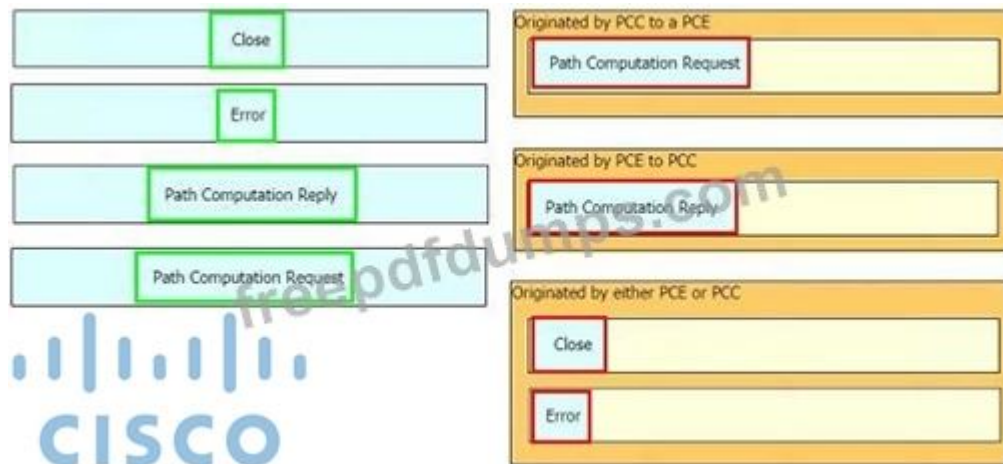 Close
Error
Path Computation Reply
Path Computation Request
Originated by PCC to a PCE
Path Computation Request
Originated by PCE to PCC
Path Computation Reply
Originated by either PCE or PCC
Close
Error
freepdfdumps.com
CISCO